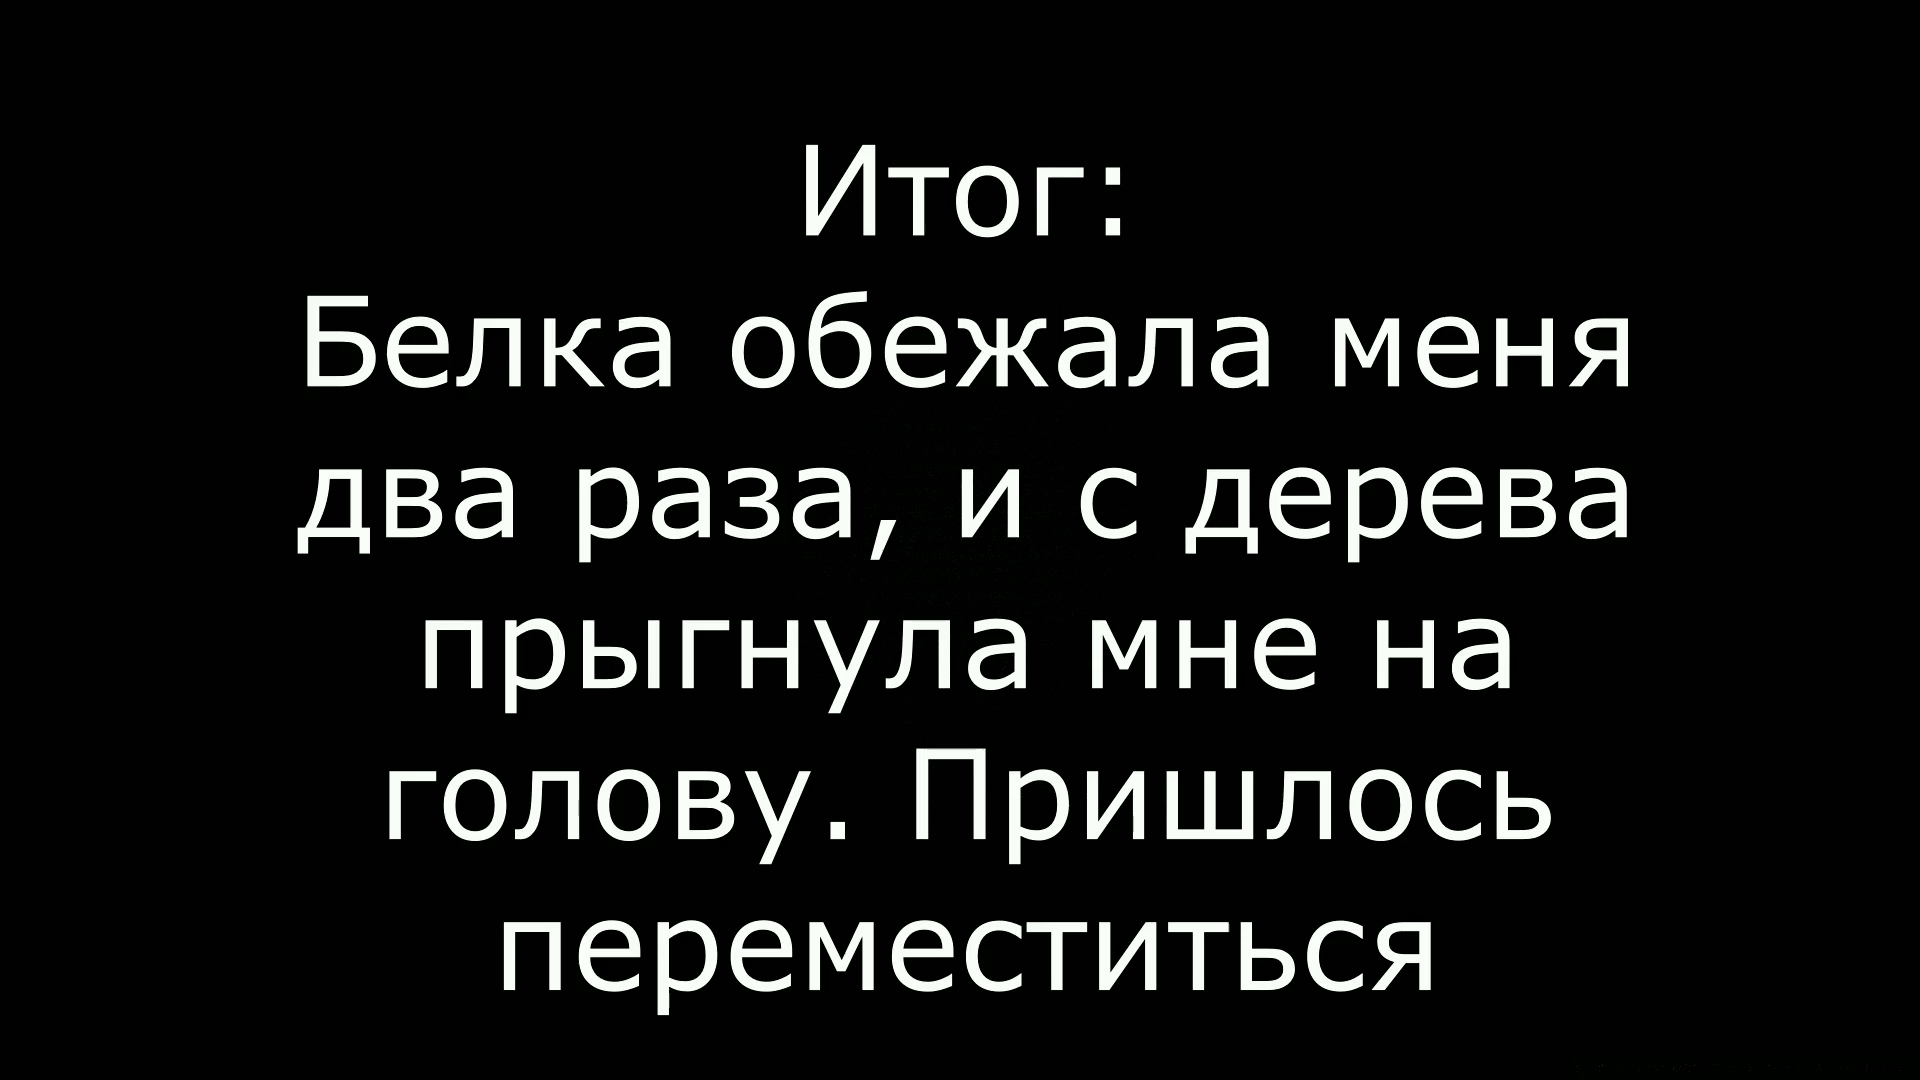 Итог:
Белка обежала меня
два раза, и с дерева
прыгнула мне на
голову. Пришлось
переместиться